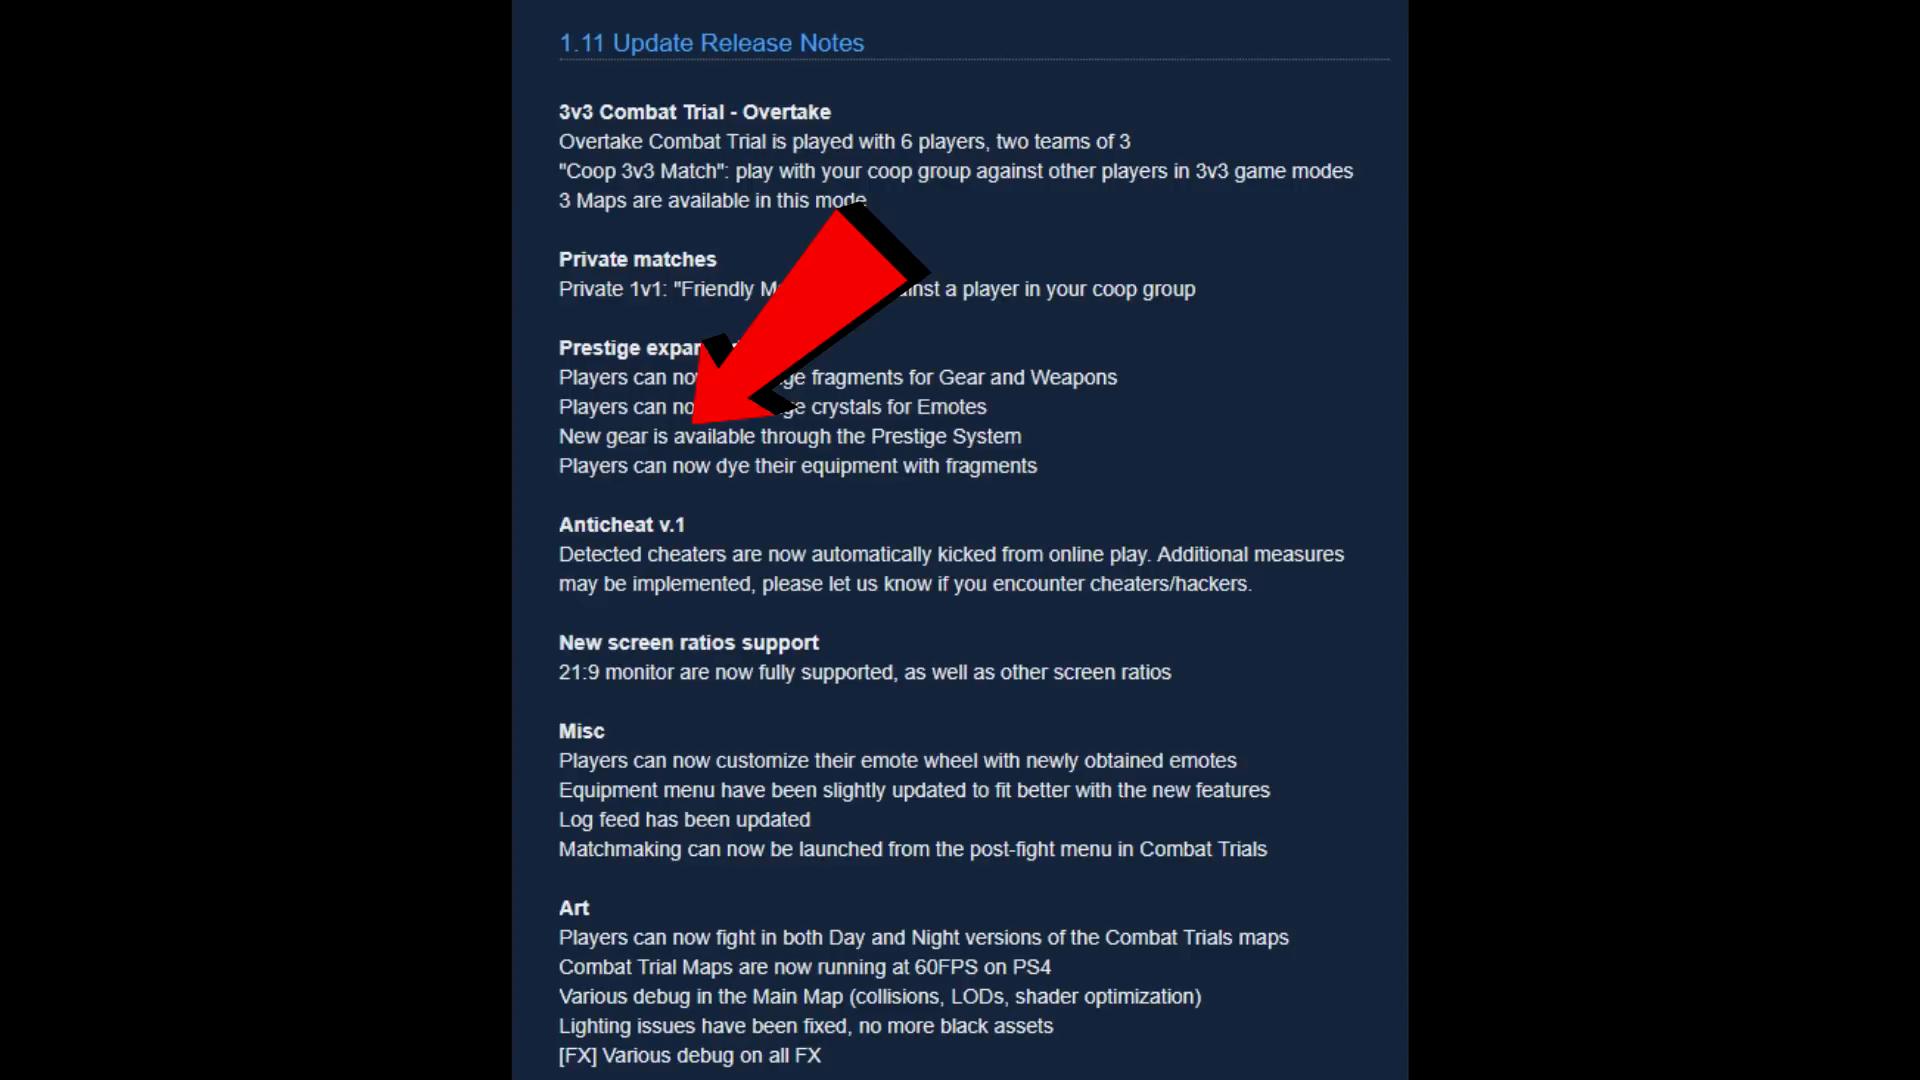 1.11 Update Release Notes
3v3 Combat Trial - Overtake
Overtake Combat Trial is played with 6 players, two teams of 3
"Coop 3v3 Match": play with your coop group against other players in 3v3 game modes
3 Maps are available in this mode
Private matches
Private 1v1: "Friendly a player in your coop group
Prestige
Players can fragments for Gear and Weapons
Players can crystals for Emotes
New gear is available through the Prestige System
Players can now dye their equipment with fragments
Anticheat v.1
Detected cheaters are now automatically kicked from online play. Additional measures
may be implemented, please let us know if you encounter cheaters/hackers.
New screen ratios support
21:9 monitor are now fully supported, as well as other screen ratios
Misc
Players can now customize their emote wheel with newly obtained emotes
Equipment menu have been slightly updated to fit better with the new features
Log feed has been updated
Matchmaking can now be launched from the post-fight menu in Combat Trials
Art
Players can now fight in both Day and Night versions of the Combat Trials maps
Combat Trial Maps are now running at 60FPS on PS4
Various debug in the Main Map (collisions, LODs, shader optimization)
Lighting issues have been fixed, no more black assets
[FX] Various debug on all FX